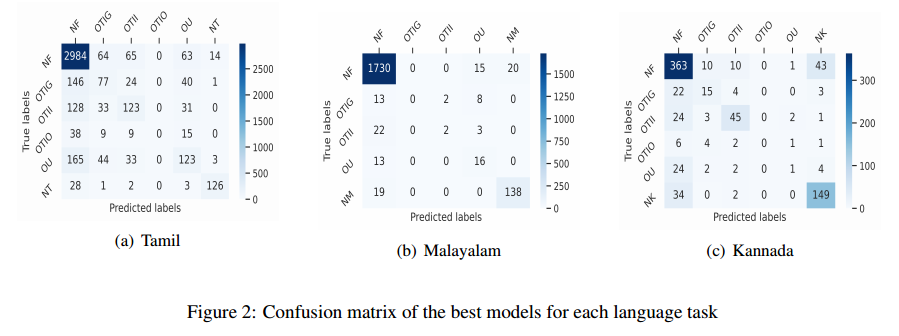 NF OTIG OTII OTIO OU NT
NF 2984 64 65 0 63 14
OTIG 146 77 24 0 40 1
OTII 128 33 123 0 31 0
OTIO 38 9 9 0 15 0
OU 165 44 33 0 123 3
NT 28 1 2 0 3 126
True labels
Predicted labels
2500
2000
1500
1000
500
0
(a) Tamil
NF OTIG OTII OU NM
NF 1730 0 0 15 20
OTIG 13 0 2 8 0
OTII 22 0 2 3 0
OU 13 0 0 16 0
NM 19 0 0 0 138
True labels
Predicted labels
1500
1250
1000
750
500
250
0
(b) Malayalam
NF OTIG OTII OTIO OU NK
NF 363 10 10 0 1 43
OTIG 22 15 4 0 0 3
OTII 24 3 45 0 2 1
OTIO 6 4 2 0 1 1
OU 24 2 2 0 1 4
NK 34 0 2 0 0 149
True labels
Predicted labels
300
200
100
0
(c) Kannada
Figure 2: Confusion matrix of the best models for each language task